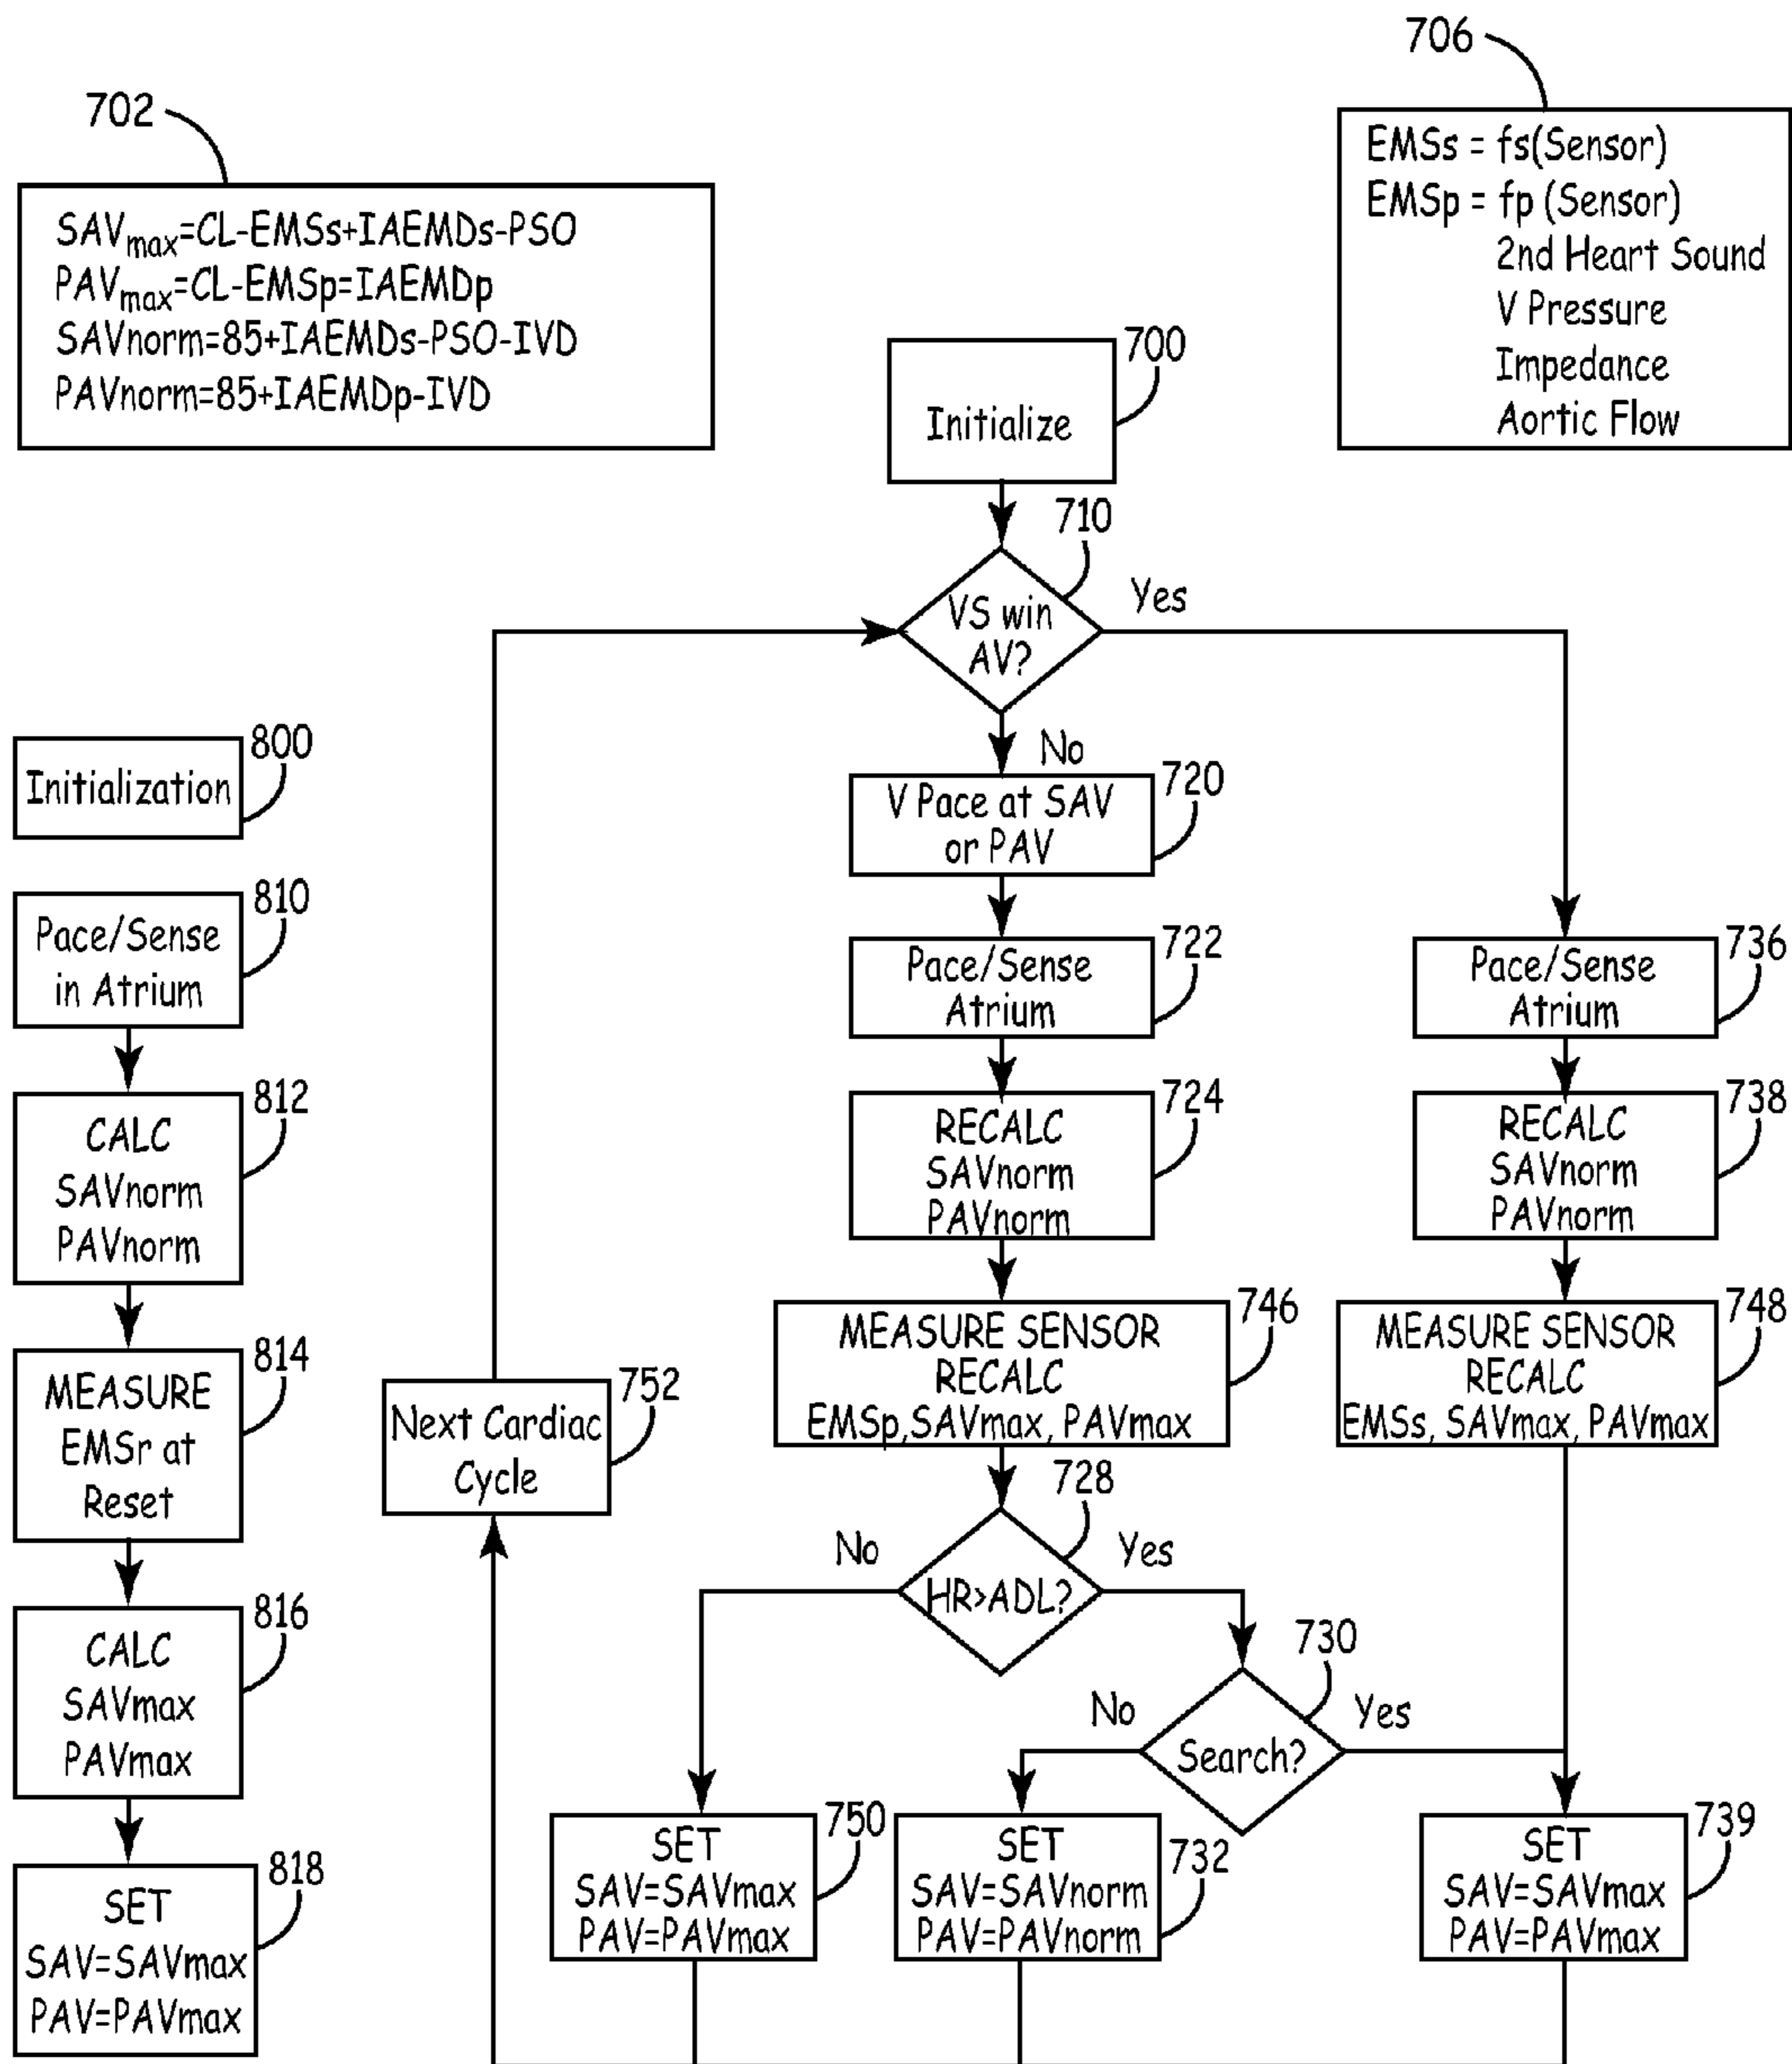 702
SAVmax=CL-EMSs+IAEMDs-PSO
PAVmax=CL-EMSp=IAEMDp
SAVnorm=85+IAEMDs-PSO-IVD
PAVnorm=85+IAEMDp-IVD
706
EMSs = fs(Sensor)
EMSp = fp (Sensor)
2nd Heart Sound
V Pressure
Impedance
Aortic Flow
700
Initialize
710
VS win
AV?
Yes
No
720
V Pace at SAV
or PAV
722
Pace/Sense
Atrium
724
RECALC
SAVnorm
PAVnorm
746
MEASURE SENSOR
RECALC
EMSp,SAVmax, PAVmax
728
HR>ADL?
No
Yes
730
Search?
No
Yes
736
Pace/Sense
Atrium
738
RECALC
SAVnorm
PAVnorm
748
MEASURE SENSOR
RECALC
EMSs, SAVmax, PAVmax
750
SET
SAV=SAVmax
PAV=PAVmax
732
SET
SAV=SAVnorm
PAV=PAVnorm
739
SET
SAV=SAVmax
PAV=PAVmax
752
Next Cardiac
Cycle
800
Initialization
810
Pace/Sense
in Atrium
812
CALC
SAVnorm
PAVnorm
814
MEASURE
EMSr at
Reset
816
CALC
SAVmax
PAVmax
818
SET
SAV=SAVmax
PAV=PAVmax